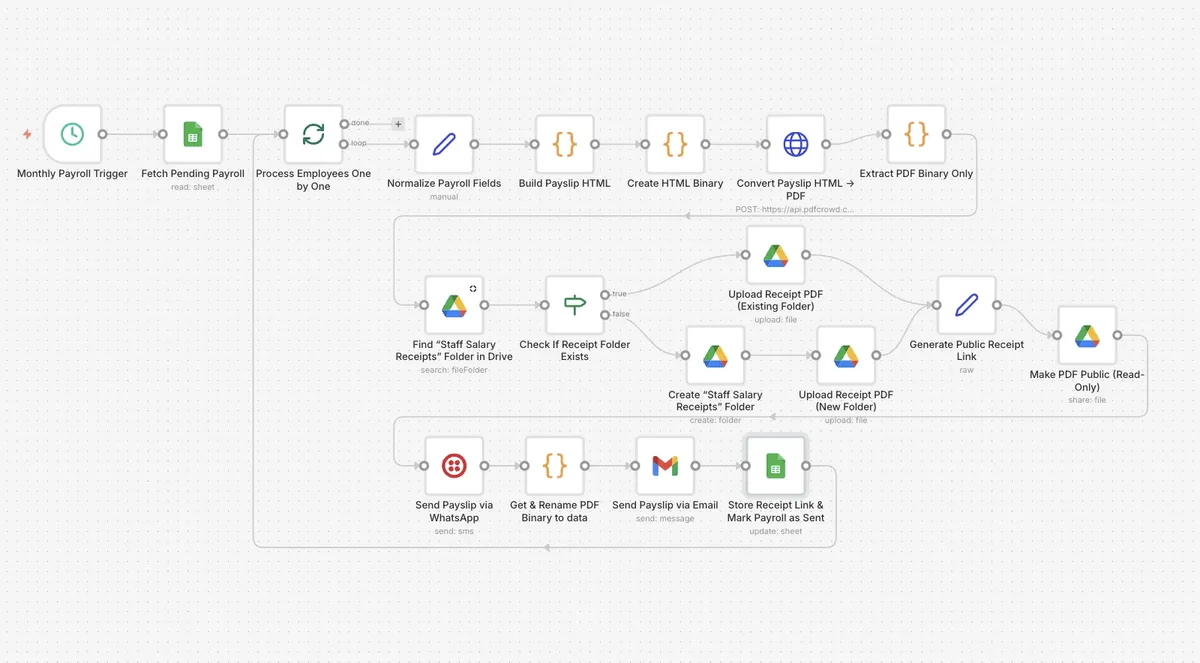 Monthly Payroll Trigger
Fetch Pending Payroll
read: sheet
Process Employees One
by One
done
loop
Normalize Payroll Fields
manual
Build Payslip HTML
Create HTML Binary
Convert Payslip HTML →
PDF
POST: https://api.pdfcrowd.c...
Extract PDF Binary Only
Find “Staff Salary
Receipts” Folder in Drive
search: fileFolder
Check If Receipt Folder
Exists
true
false
Upload Receipt PDF
(Existing Folder)
upload: file
Create “Staff Salary
Receipts” Folder
create: folder
Upload Receipt PDF
(New Folder)
upload: file
Generate Public Receipt
Link
raw
Make PDF Public (Read-
Only)
share: file
Send Payslip via
WhatsApp
send: sms
Get & Rename PDF
Binary to data
Send Payslip via Email
send: message
Store Receipt Link &
Mark Payroll as Sent
update: sheet